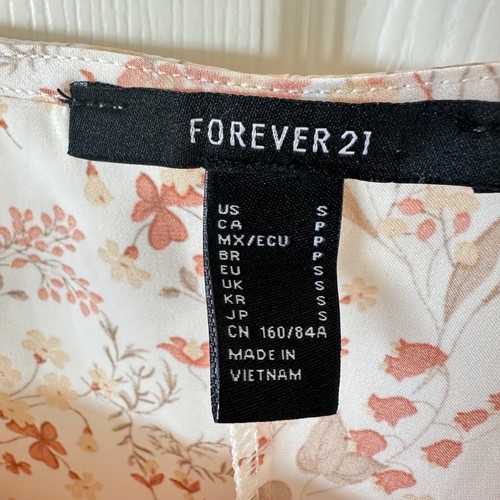 FOREVER 21
US S
CA P
MX/ECU P
BR P
EU S
UK S
KR S
JP S
CN 160/84A
MADE IN
VIETNAM